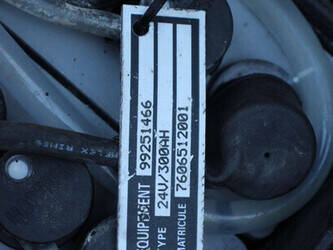 EQUIPEMENT 99251466
TYPE 24V/300AH
MATRICULE 7606512001